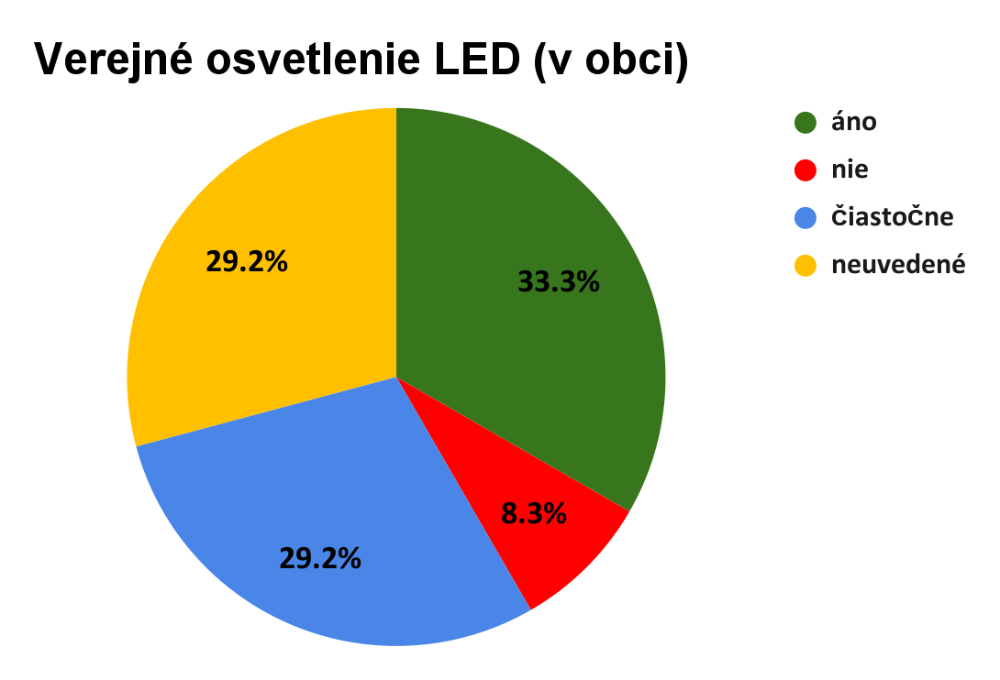 Verejné osvetlenie LED (v obci)
áno
nie
čiastočne
neuvedené
29.2%
33.3%
8.3%
29.2%